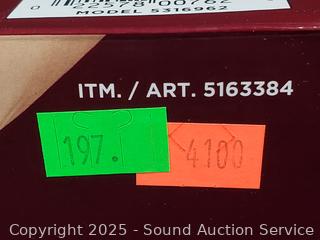 MODEL 5316962
ITM. / ART. 5163384
197.
4100
Copyright 2025 - Sound Auction Service